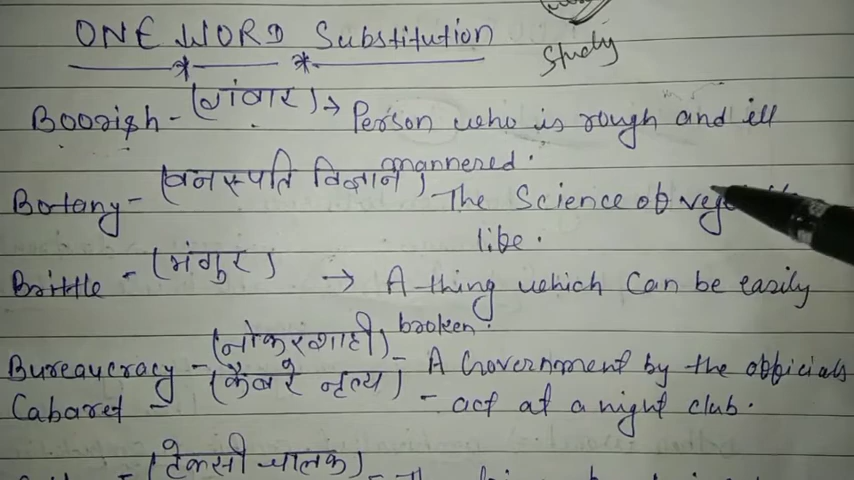 ONE WORD Substitution
Study
Boorish - (गांवार) → Person who is rough and ill
mannered.
Botany - (वनस्पति विज्ञान) - The Science of
life.
Brittle - (भंगुर) → A thing which can be easily
broken.
Bureaucracy - (नोकरशाही) - A Government by the officials
Cabaret - (कैबरे नृत्य) - act at a night club.
(टेकसी चालक)